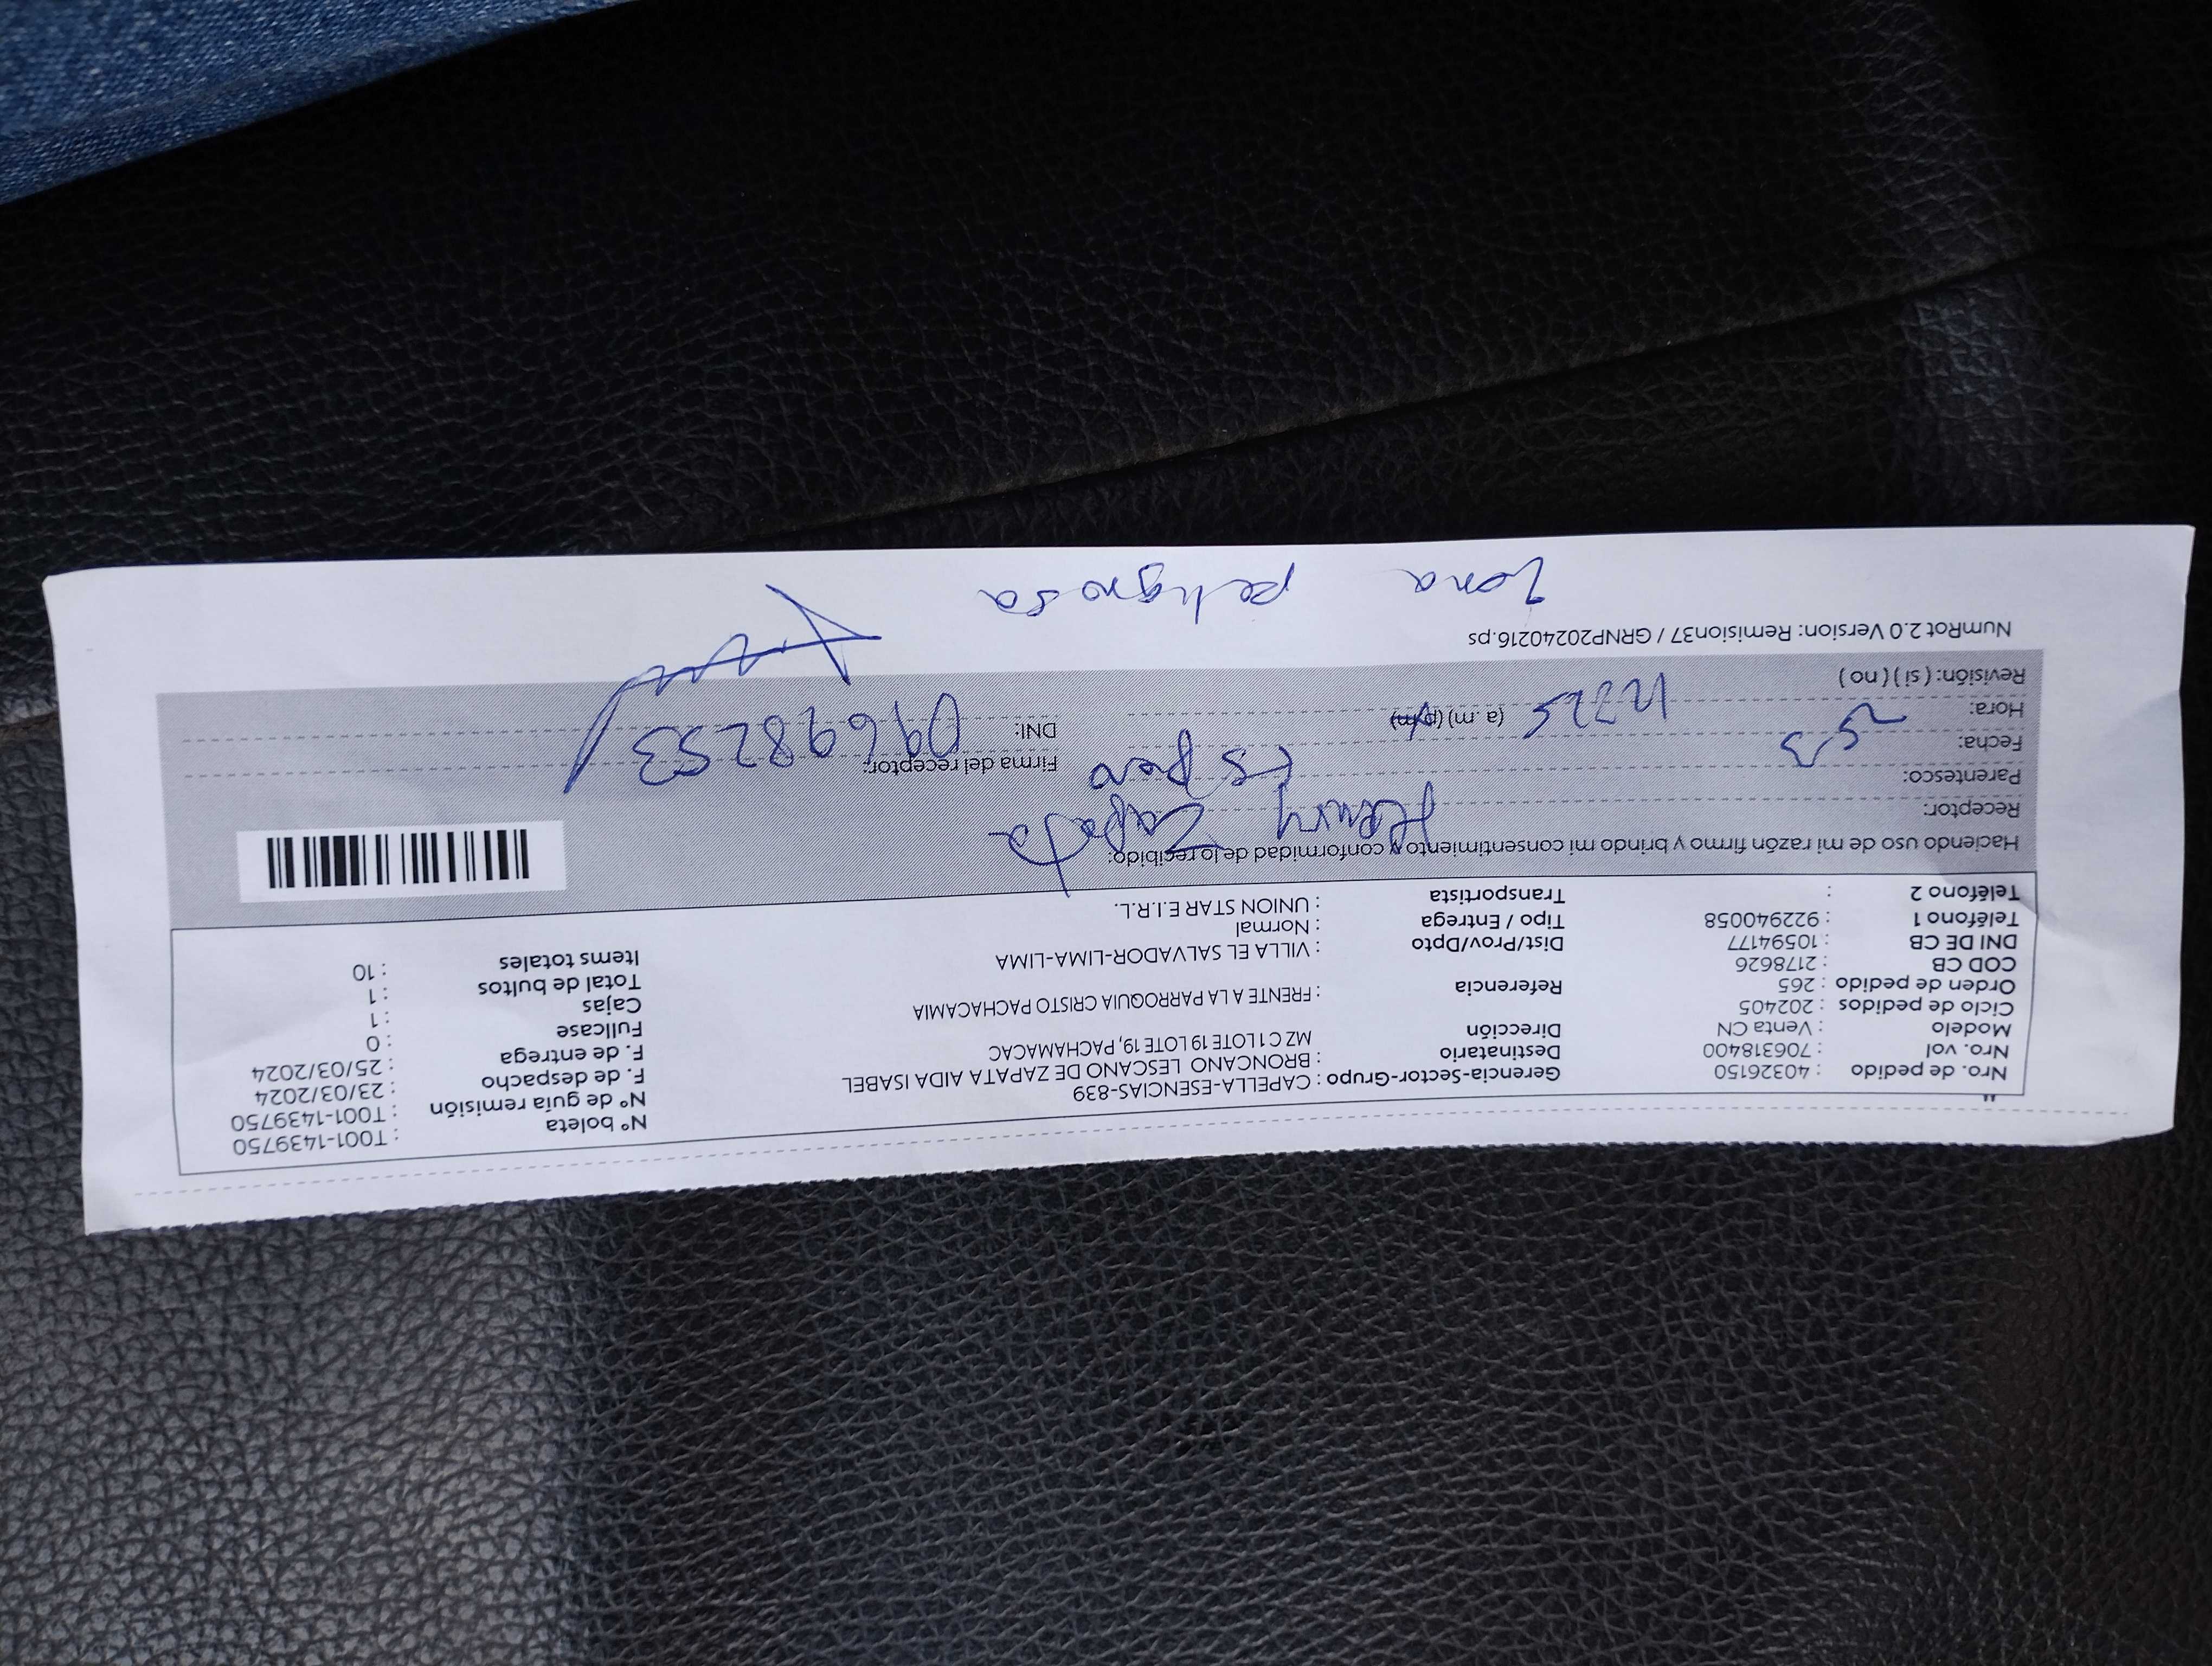 Nro. de pedido : 40326150 Gerencia-Sector-Grupo : CAPELLA-ESENCIAS-839 N° boleta : T001-1439750
Nro. vol : 706318400 Destinatario : BRONCANO LESCANO DE ZAPATA AIDA ISABEL N° de guía remisión : T001-1439750
Modelo : Venta CN Dirección MZ C 1 LOTE 19 LOTE 19, PACHAMACAC F. de despacho : 23/03/2024
Ciclo de pedidos : 202405 F. de entrega : 25/03/2024
Orden de pedido : 265 Referencia : FRENTE A LA PARROQUIA CRISTO PACHACAMIA Fullcase : 0
COD CB : 2178626 Cajas : 1
DNI DE CB : 10594177 Dist/Prov/Dpto : VILLA EL SALVADOR-LIMA-LIMA Total de bultos : 1
Teléfono 1 : 922940058 Tipo / Entrega : Normal Items totales : 10
Teléfono 2 : Transportista : UNION STAR E.I.R.L.
Haciendo uso de mi razón firmo y brindo mi consentimiento y conformidad de lo recibido:
Receptor: Henry Zapata
Parentesco: Esposo Firma del receptor:
Fecha: 25 3 DNI: 09698253
Hora: 12:25 (a. m) (p. m)
Revisión: ( si ) ( no )
NumRot 2.0 Version: Remision37 / GRNP20240216.ps
Zona peligrosa